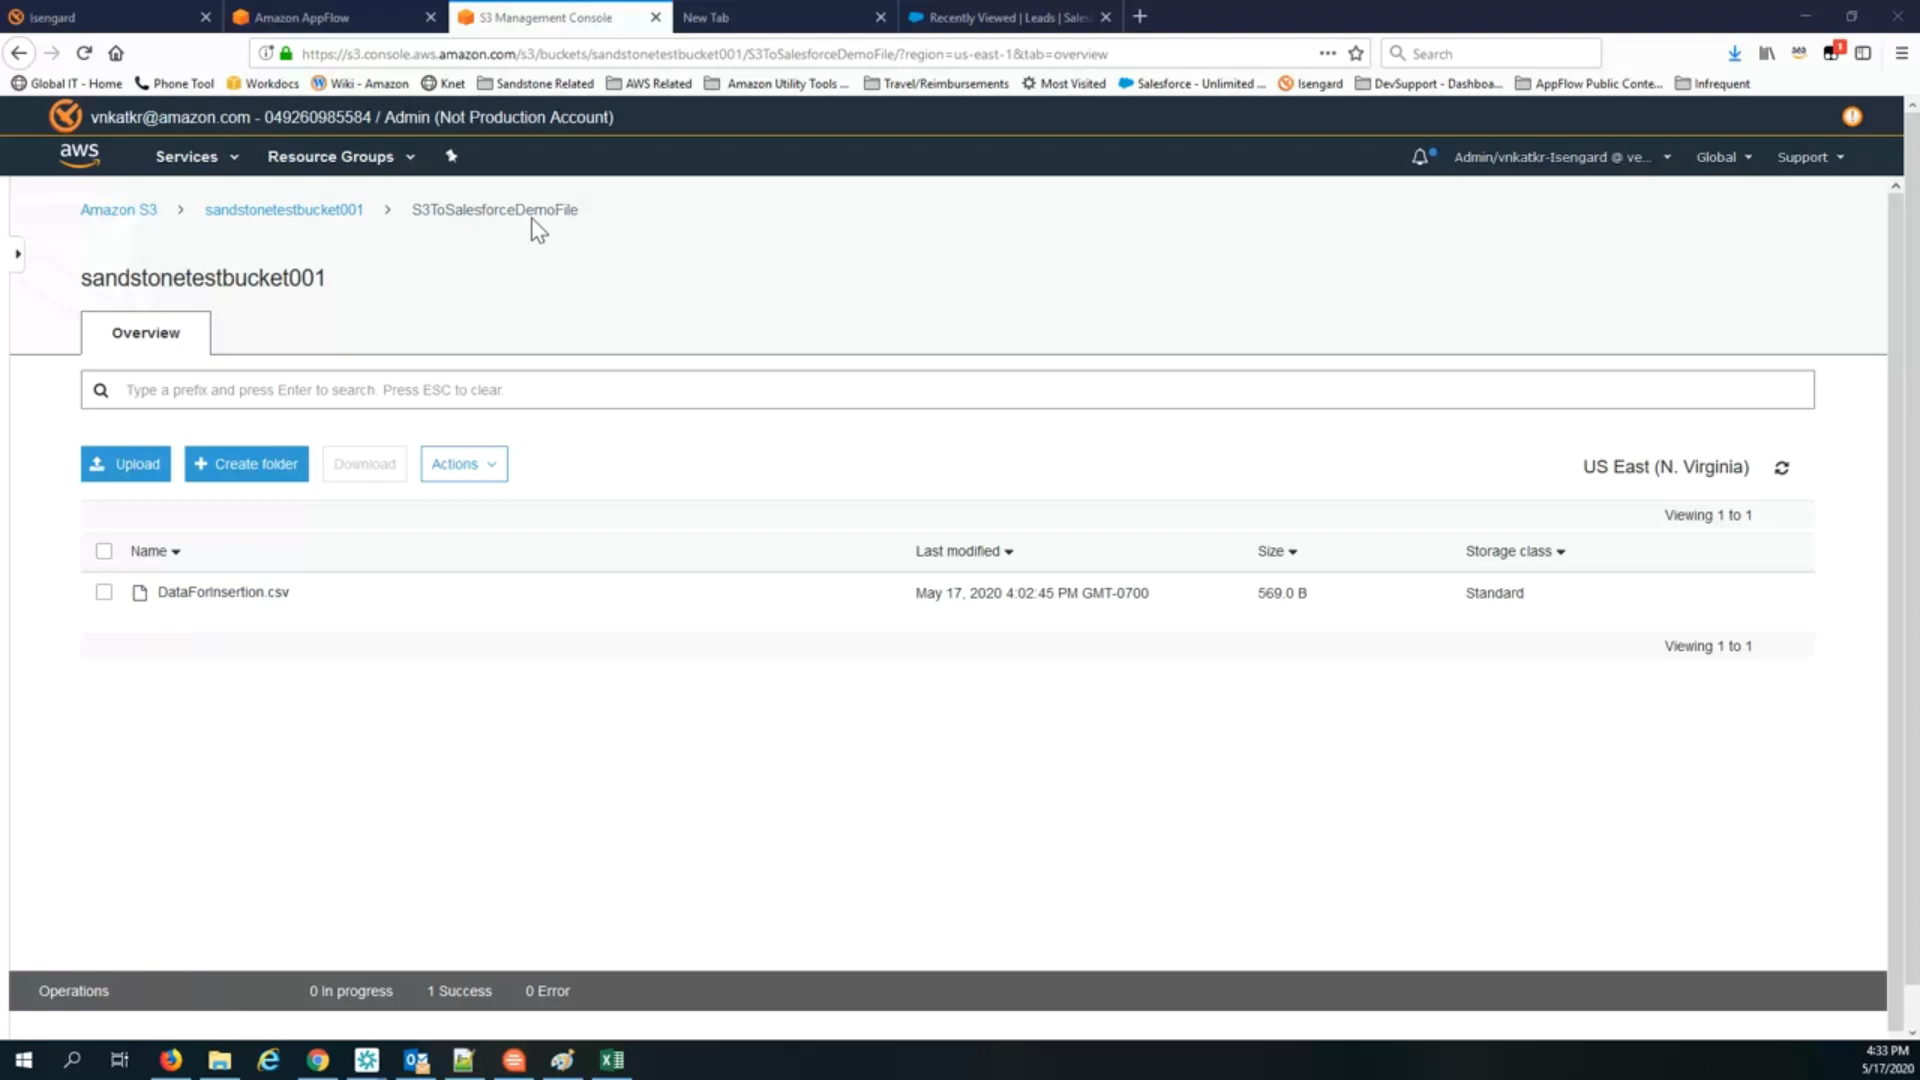 Isengard
Amazon AppFlow
S3 Management Console
New Tab
Recently Viewed | Leads | Sales
https://s3.console.aws.amazon.com/s3/buckets/sandstonetestbucket001/S3ToSalesforceDemoFile/?region=us-east-1&tab=overview
Search
1
Global IT - Home
Phone Tool
Workdocs
Wiki - Amazon
Knet
Sandstone Related
AWS Related
Amazon Utility Tools ...
Travel/Reimbursements
Most Visited
Salesforce - Unlimited ...
Isengard
DevSupport - Dashboa...
AppFlow Public Conte...
Infrequent
vnkatkr@amazon.com - 049260985584 / Admin (Not Production Account)
aws
Services
Resource Groups
Admin/vnkatkr-Isengard @ ve...
Global
Support
Amazon S3 > sandstonetestbucket001 > S3ToSalesforceDemoFile
sandstonetestbucket001
Overview
Type a prefix and press Enter to search. Press ESC to clear.
Upload
+ Create folder
Download
Actions
US East (N. Virginia)
Viewing 1 to 1
Name
Last modified
Size
Storage class
DataForInsertion.csv
May 17, 2020 4:02:45 PM GMT-0700
569.0 B
Standard
Viewing 1 to 1
Operations
0 In progress
1 Success
0 Error
4:33 PM
5/17/2020